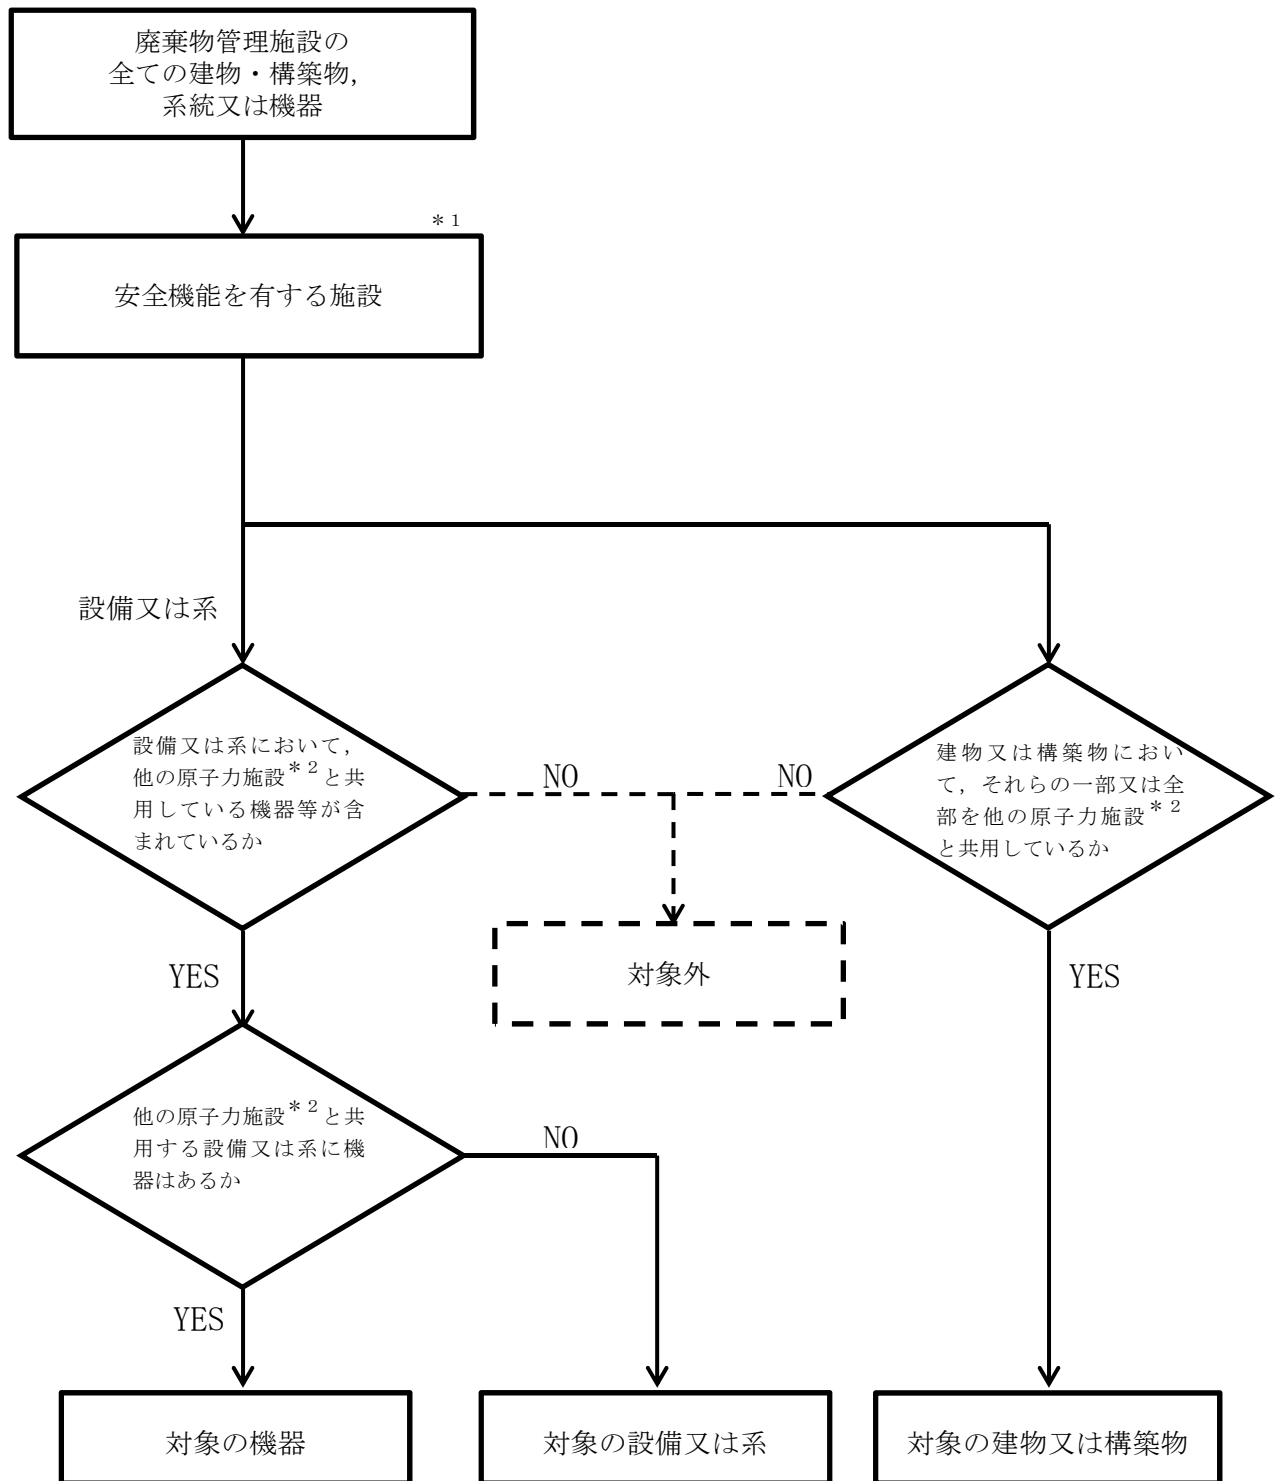 廃棄物管理施設の
全ての建物・構築物，
系統又は機器
＊１
安全機能を有する施設
設備又は系
設備又は系において，
他の原子力施設＊２と共
用している機器等が含
まれているか
NO
NO
建物又は構築物におい
て，それらの一部又は全
部を他の原子力施設＊２
と共用しているか
対象外
YES
YES
他の原子力施設＊２と共
用する設備又は系に機
器はあるか
NO
YES
対象の機器
対象の設備又は系
対象の建物又は構築物